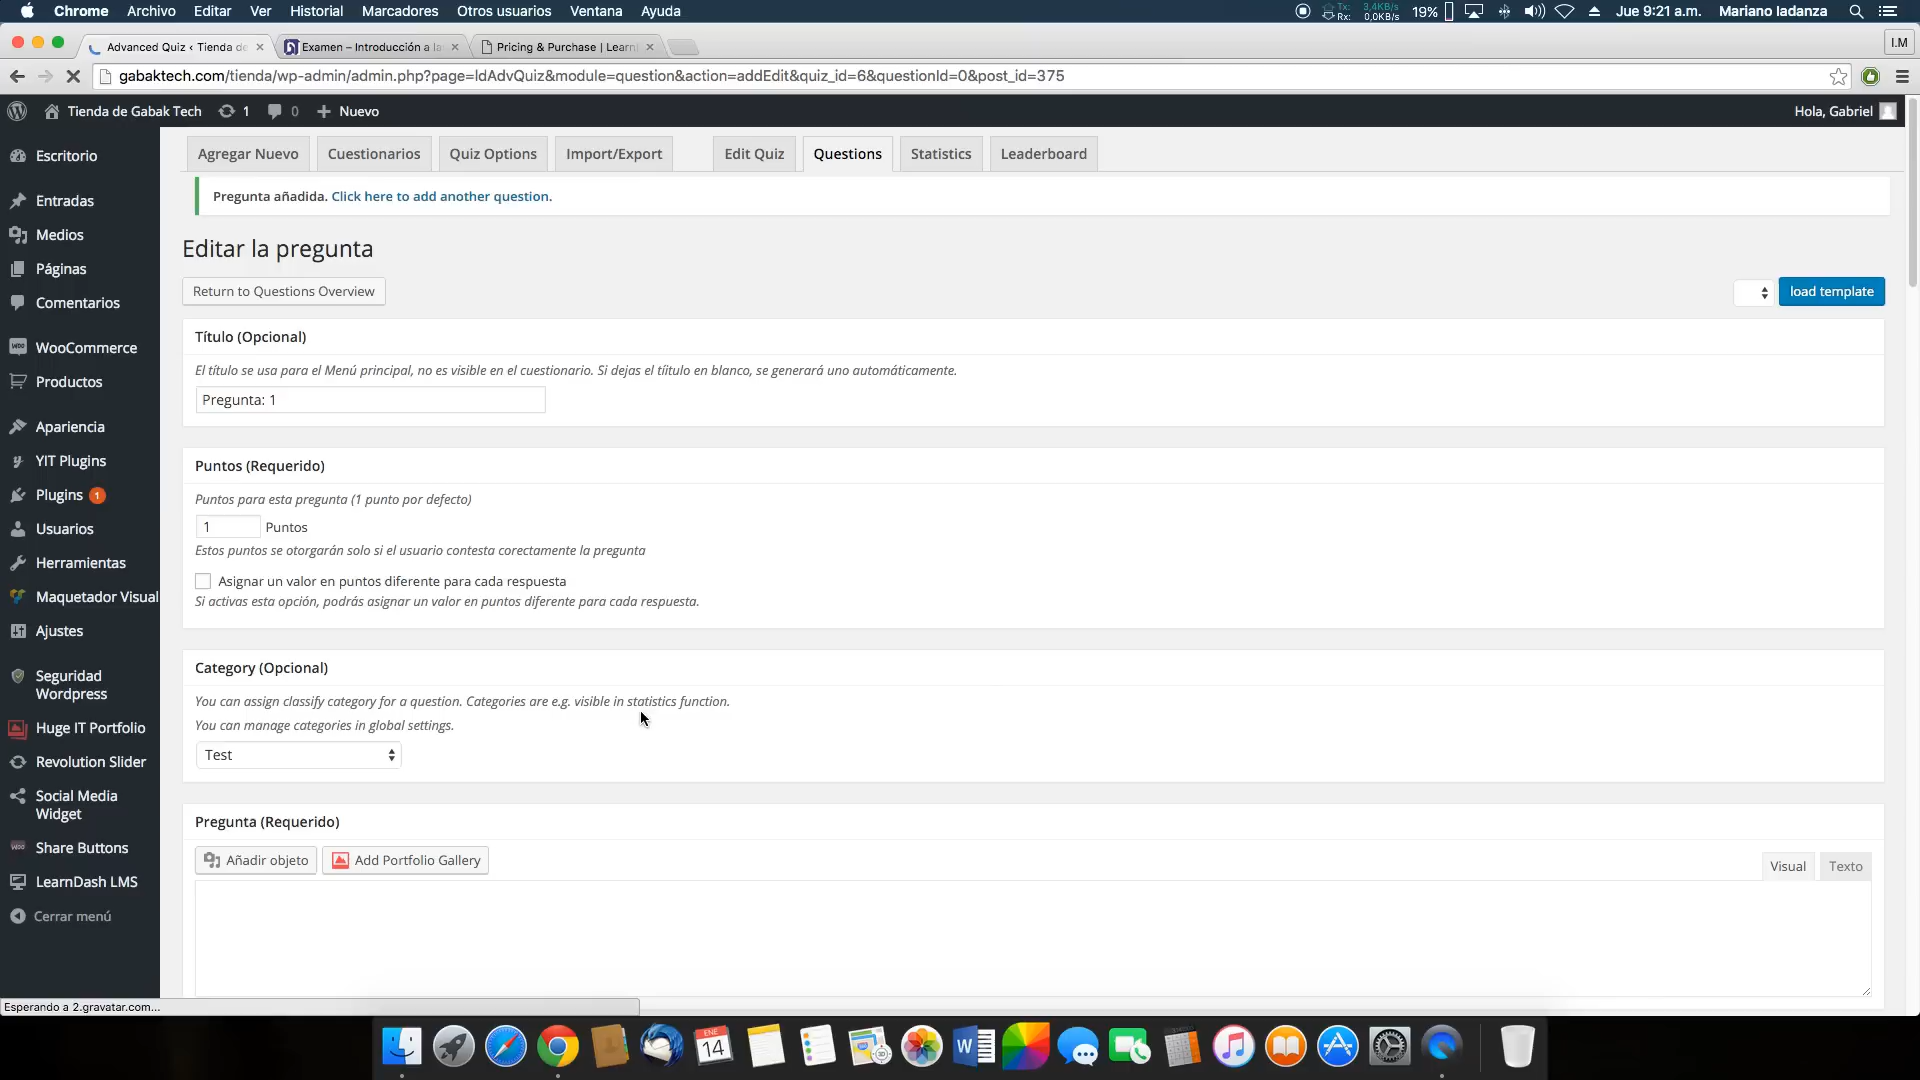 Chrome Archivo Editar Ver Historial Marcadores Otros usuarios Ventana Ayuda
Tx: 3,4KB/s
Rx: 0,0KB/s
19%
Jue 9:21 a.m. Mariano Iadanza
Advanced Quiz ‹ Tienda de
Examen – Introducción a la
Pricing & Purchase | Learn
I.M
gabaktech.com/tienda/wp-admin/admin.php?page=ldAdvQuiz&module=question&action=addEdit&quiz_id=6&questionId=0&post_id=375
Tienda de Gabak Tech 1 0 + Nuevo
Hola, Gabriel
Escritorio
Entradas
Medios
Páginas
Comentarios
WooCommerce
Productos
Apariencia
YIT Plugins
Plugins 1
Usuarios
Herramientas
Maquetador Visual
Ajustes
Seguridad
Wordpress
Huge IT Portfolio
Revolution Slider
Social Media
Widget
Share Buttons
LearnDash LMS
Cerrar menú
Agregar Nuevo Cuestionarios Quiz Options Import/Export Edit Quiz Questions Statistics Leaderboard
Pregunta añadida. Click here to add another question.
Editar la pregunta
Return to Questions Overview
load template
Título (Opcional)
El título se usa para el Menú principal, no es visible en el cuestionario. Si dejas el tíitulo en blanco, se generará uno automáticamente.
Pregunta: 1
Puntos (Requerido)
Puntos para esta pregunta (1 punto por defecto)
1 Puntos
Estos puntos se otorgarán solo si el usuario contesta corectamente la pregunta
Asignar un valor en puntos diferente para cada respuesta
Si activas esta opción, podrás asignar un valor en puntos diferente para cada respuesta.
Category (Opcional)
You can assign classify category for a question. Categories are e.g. visible in statistics function.
You can manage categories in global settings.
Test
Pregunta (Requerido)
Añadir objeto Add Portfolio Gallery
Visual Texto
Esperando a 2.gravatar.com...
ENE
14
W